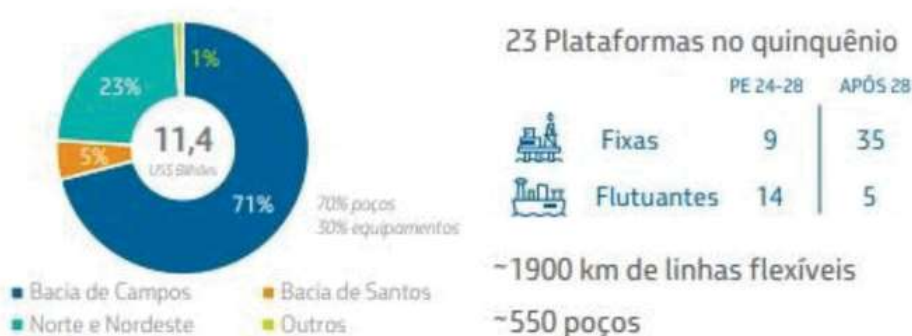 1%
23%
11,4
US$ Bilhões
5%
71%
70% poços
30% equipamentos
Bacia de Campos
Bacia de Santos
Norte e Nordeste
Outros
23 Plataformas no quinquênio
PE 24-28 APÓS 28
Fixas 9 35
Flutuantes 14 5
~1900 km de linhas flexíveis
~550 poços